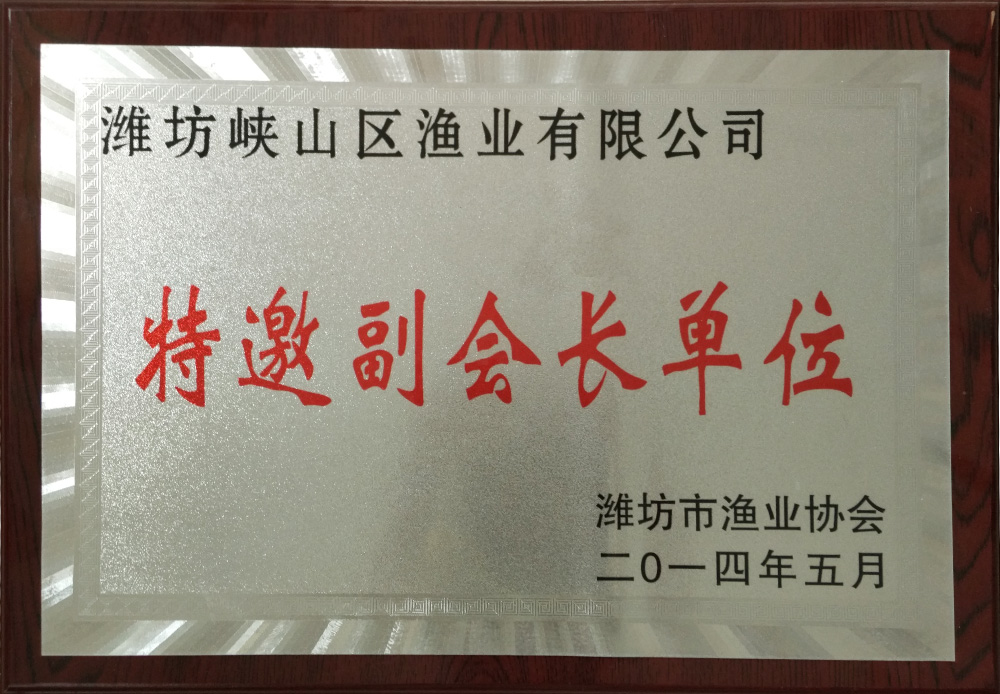 潍坊峡山区渔业有限公司
特邀副会长单位
潍坊市渔业协会
二0一四年五月